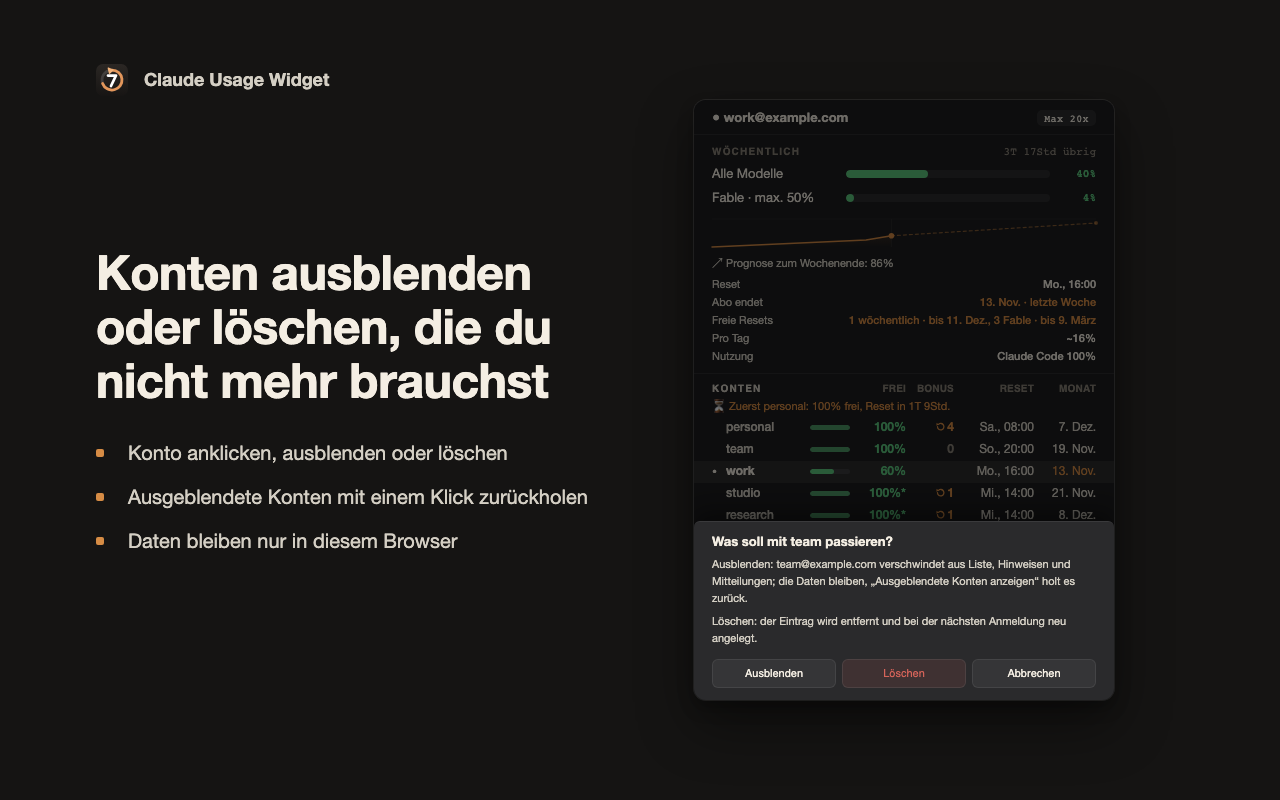 7 Claude Usage Widget
Konten ausblenden
oder löschen, die du
nicht mehr brauchst
Konto anklicken, ausblenden oder löschen
Ausgeblendete Konten mit einem Klick zurückholen
Daten bleiben nur in diesem Browser
work@example.com Max 20x
WÖCHENTLICH 3T 17Std übrig
Alle Modelle 40%
Fable · max. 50% 4%
↗ Prognose zum Wochenende: 86%
Reset Mo., 16:00
Abo endet 13. Nov. · letzte Woche
Freie Resets 1 wöchentlich · bis 11. Dez., 3 Fable · bis 9. März
Pro Tag ~16%
Nutzung Claude Code 100%
KONTEN FREI BONUS RESET MONAT
⏳ Zuerst personal: 100% frei, Reset in 1T 9Std.
personal 100% 4 Sa., 08:00 7. Dez.
team 100% 0 So., 20:00 19. Nov.
• work 60% Mo., 16:00 13. Nov.
studio 100%* 1 Mi., 14:00 21. Nov.
research 100%* 1 Mi., 14:00 8. Dez.
Was soll mit team passieren?
Ausblenden: team@example.com verschwindet aus Liste, Hinweisen und
Mitteilungen; die Daten bleiben, „Ausgeblendete Konten anzeigen“ holt es
zurück.
Löschen: der Eintrag wird entfernt und bei der nächsten Anmeldung neu
angelegt.
Ausblenden Löschen Abbrechen